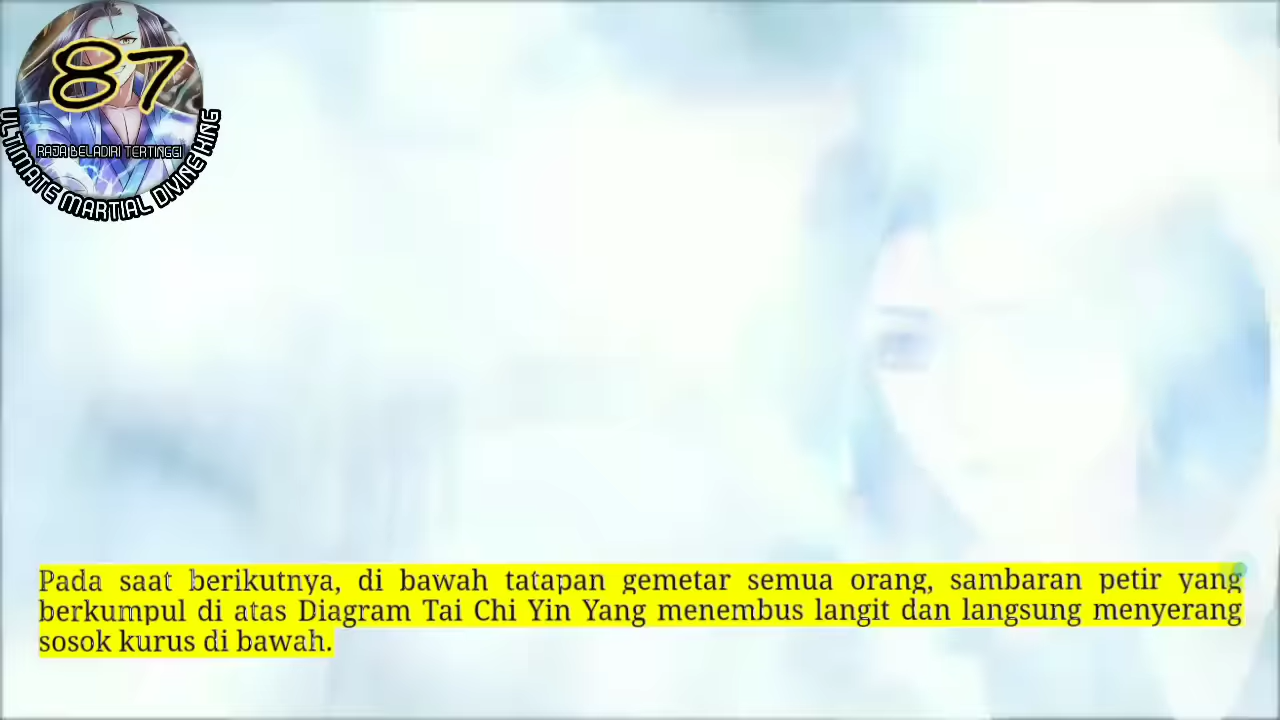 87
RAJA BELADIRI TERTINGGI
ULTIMATE MARTIAL DIVINE KING
Pada saat berikutnya, di bawah tatapan gemetar semua orang, sambaran petir yang
berkumpul di atas Diagram Tai Chi Yin Yang menembus langit dan langsung menyerang
sosok kurus di bawah.